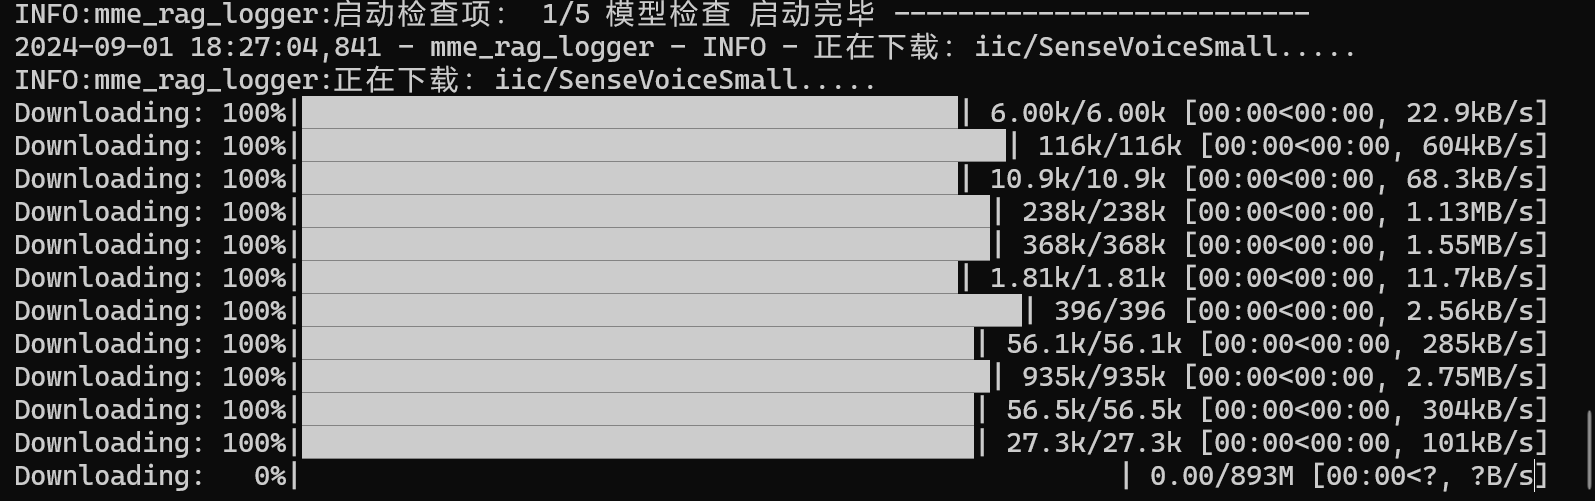 INFO:mme_rag_logger:启动检查项： 1/5 模型检查 启动完毕 --------------------------
2024-09-01 18:27:04,841 - mme_rag_logger - INFO - 正在下载：iic/SenseVoiceSmall.....
INFO:mme_rag_logger:正在下载：iic/SenseVoiceSmall.....
Downloading: 100%| | 6.00k/6.00k [00:00<00:00, 22.9kB/s]
Downloading: 100%| | 116k/116k [00:00<00:00, 604kB/s]
Downloading: 100%| | 10.9k/10.9k [00:00<00:00, 68.3kB/s]
Downloading: 100%| | 238k/238k [00:00<00:00, 1.13MB/s]
Downloading: 100%| | 368k/368k [00:00<00:00, 1.55MB/s]
Downloading: 100%| | 1.81k/1.81k [00:00<00:00, 11.7kB/s]
Downloading: 100%| | 396/396 [00:00<00:00, 2.56kB/s]
Downloading: 100%| | 56.1k/56.1k [00:00<00:00, 285kB/s]
Downloading: 100%| | 935k/935k [00:00<00:00, 2.75MB/s]
Downloading: 100%| | 56.5k/56.5k [00:00<00:00, 304kB/s]
Downloading: 100%| | 27.3k/27.3k [00:00<00:00, 101kB/s]
Downloading: 0%| | 0.00/893M [00:00<?, ?B/s]